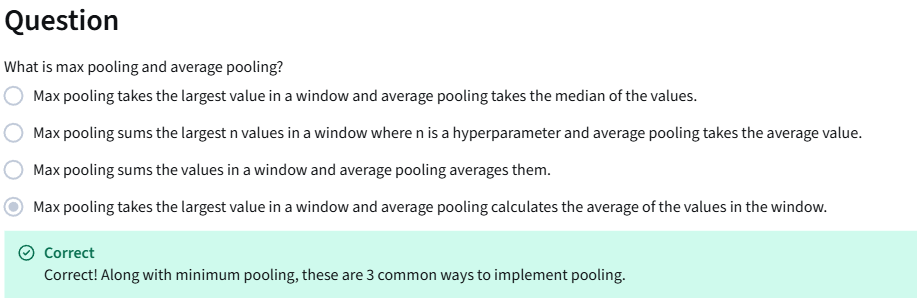 Question
What is max pooling and average pooling?
Max pooling takes the largest value in a window and average pooling takes the median of the values.
Max pooling sums the largest n values in a window where n is a hyperparameter and average pooling takes the average value.
Max pooling sums the values in a window and average pooling averages them.
Max pooling takes the largest value in a window and average pooling calculates the average of the values in the window.
Correct
Correct! Along with minimum pooling, these are 3 common ways to implement pooling.